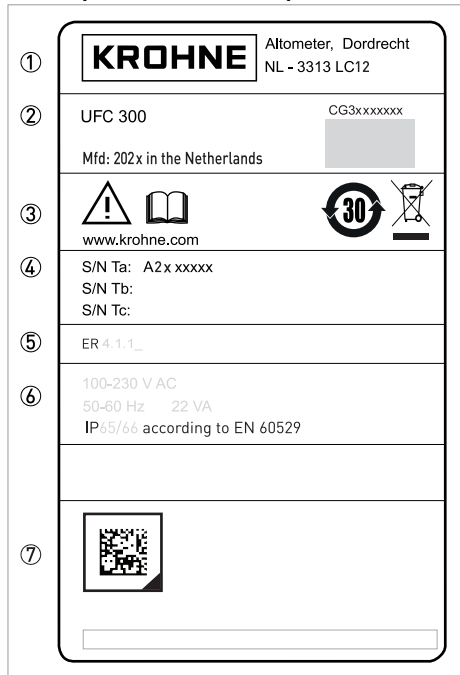 ① KROHNE Altometer, Dordrecht
NL - 3313 LC12
② UFC 300 CG3xxxxxxx
Mfd: 202x in the Netherlands
③ 30
www.krohne.com
④ S/N Ta: A2x xxxxx
S/N Tb:
S/N Tc:
⑤ ER 4.1.1_
⑥ 100-230 V AC
50-60 Hz 22 VA
IP65/66 according to EN 60529
⑦